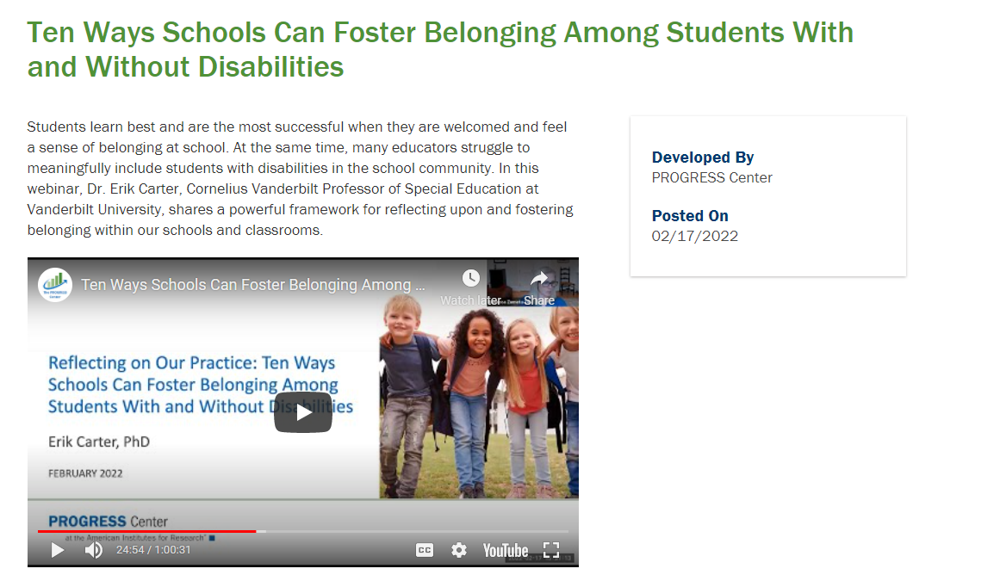 Ten Ways Schools Can Foster Belonging Among Students With
and Without Disabilities
Students learn best and are the most successful when they are welcomed and feel
a sense of belonging at school. At the same time, many educators struggle to
meaningfully include students with disabilities in the school community. In this
webinar, Dr. Erik Carter, Cornelius Vanderbilt Professor of Special Education at
Vanderbilt University, shares a powerful framework for reflecting upon and fostering
belonging within our schools and classrooms.
Developed By
PROGRESS Center
Posted On
02/17/2022
Ten Ways Schools Can Foster Belonging Among ...
Watch later
Share
Reflecting on Our Practice: Ten Ways
Schools Can Foster Belonging Among
Students With and Without Disabilities
Erik Carter, PhD
FEBRUARY 2022
PROGRESS Center
at the American Institutes for Research
24:54 / 1:00:31
CC
YouTube